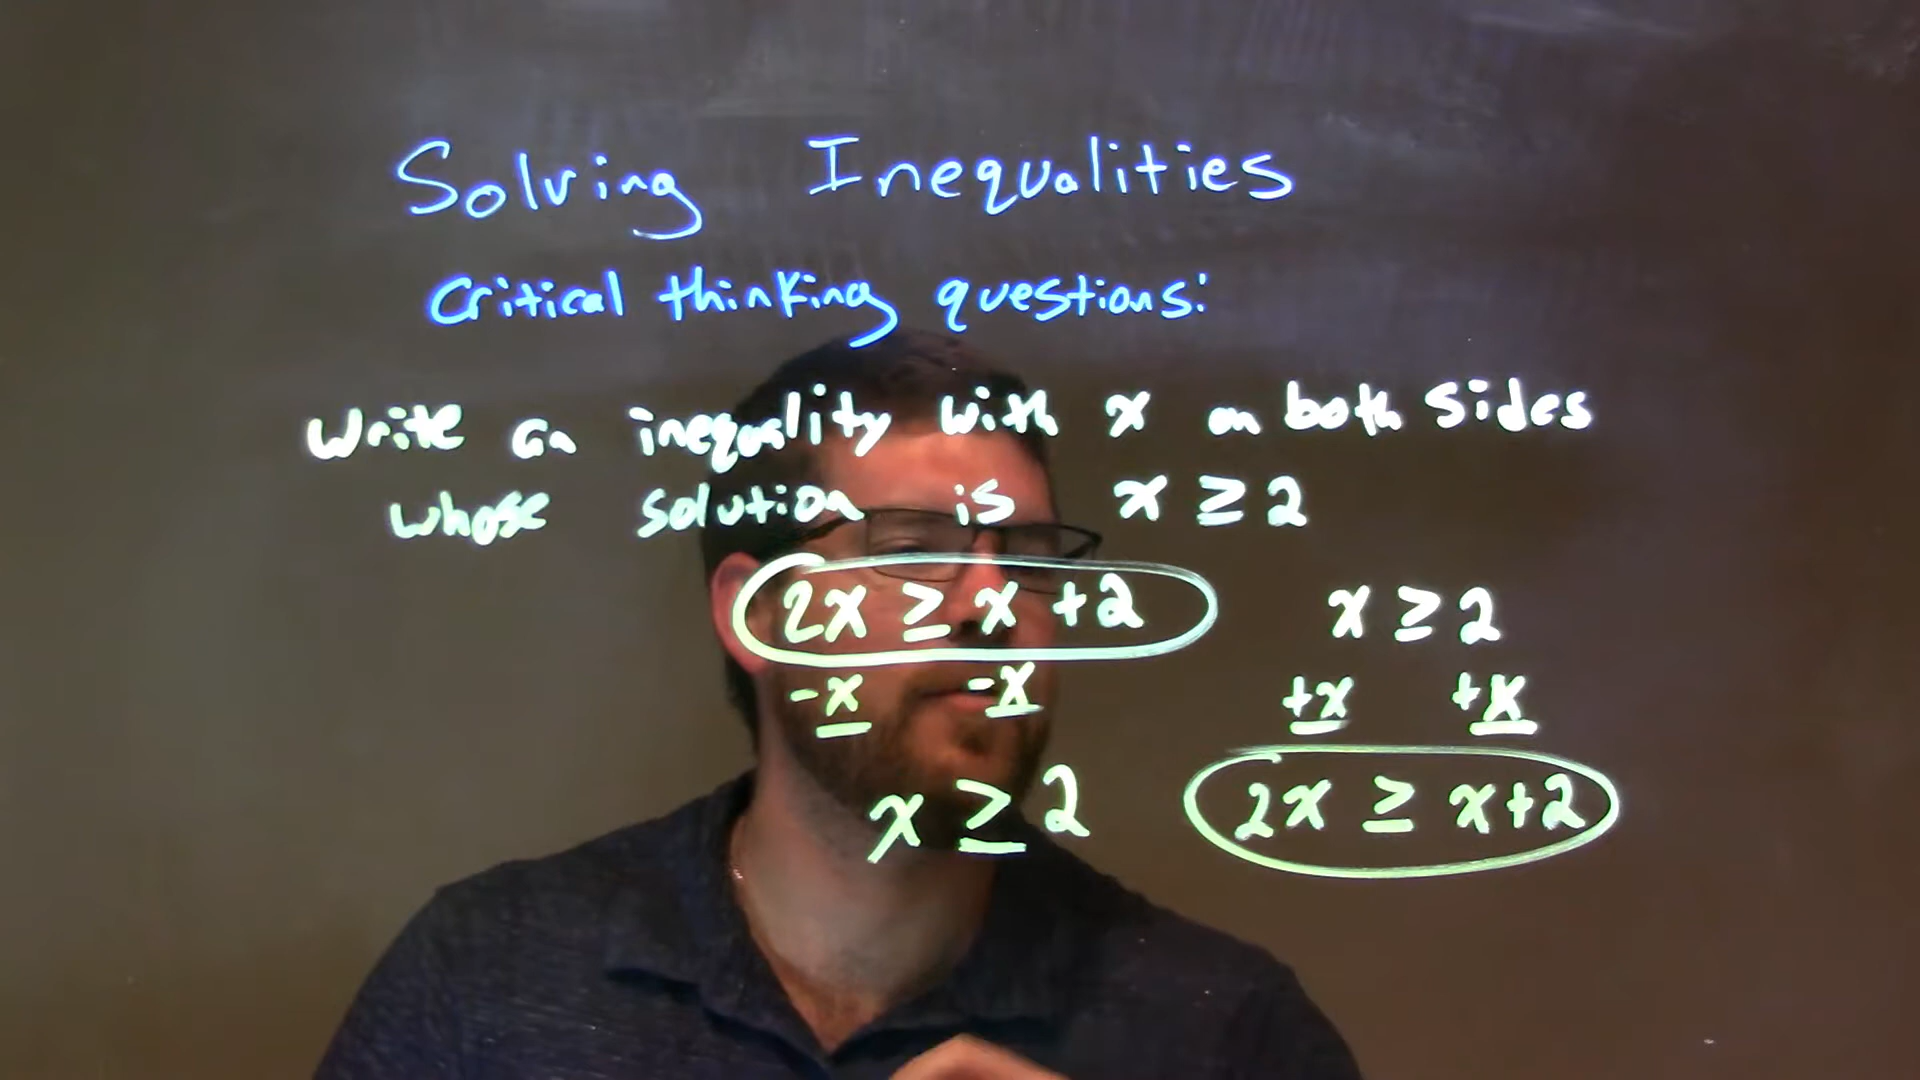 Solving Inequalities
Critical thinking questions:
Write an inequality with x on both sides
whose solution is x ≥ 2
2x ≥ x +2
-x -x
x ≥ 2
x ≥ 2
+x +x
2x ≥ x+2